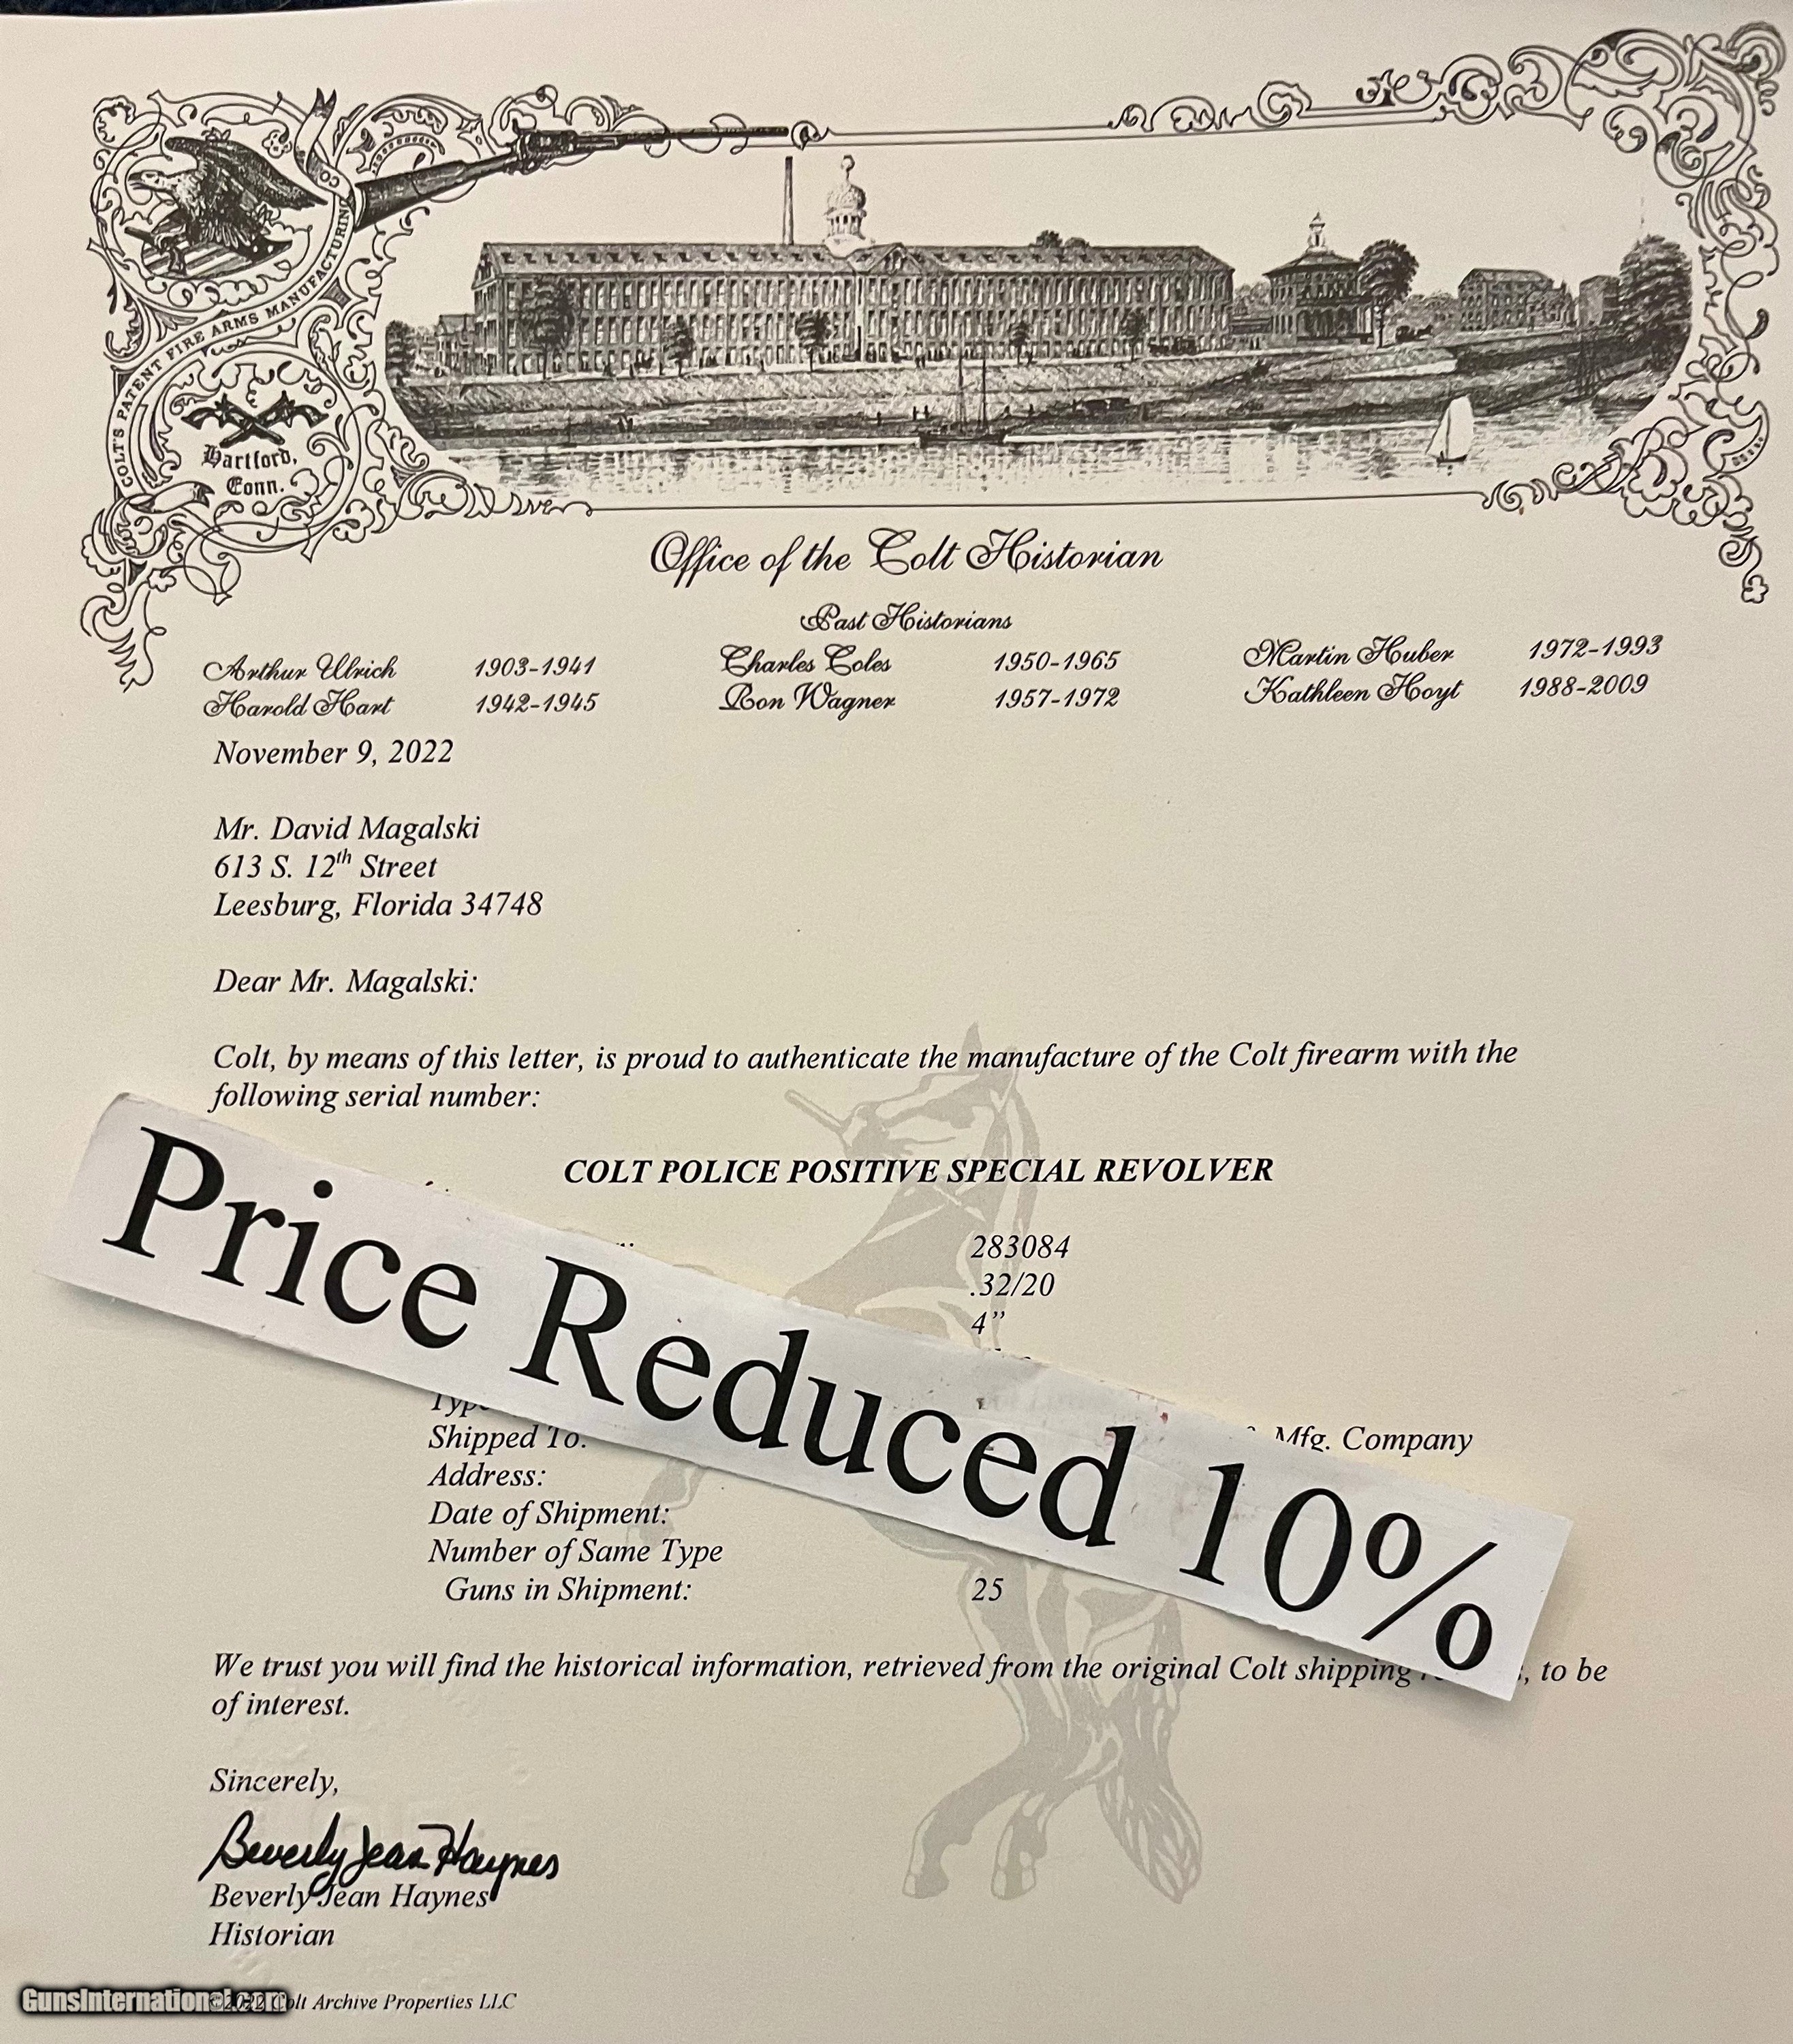 COLT'S PATENT FIRE ARMS MANUFACTURING CO
Hartford,
Conn.
Office of the Colt Historian
Past Historians
Arthur Ulrich 1903-1941 Charles Coles 1950-1965 Martin Huber 1972-1993
Harold Hart 1942-1945 Ron Wagner 1957-1972 Kathleen Hoyt 1988-2009
November 9, 2022
Mr. David Magalski
613 S. 12th Street
Leesburg, Florida 34748
Dear Mr. Magalski:
Colt, by means of this letter, is proud to authenticate the manufacture of the Colt firearm with the
following serial number:
COLT POLICE POSITIVE SPECIAL REVOLVER
283084
.32/20
4”
Price Reduced 10%
Type
Shipped To: Mfg. Company
Address:
Date of Shipment:
Number of Same Type
Guns in Shipment: 25
We trust you will find the historical information, retrieved from the original Colt shipping , to be
of interest.
Sincerely,
Beverly Jean Haynes
Beverly Jean Haynes
Historian
GunsInternational.com
©2022 Colt Archive Properties LLC